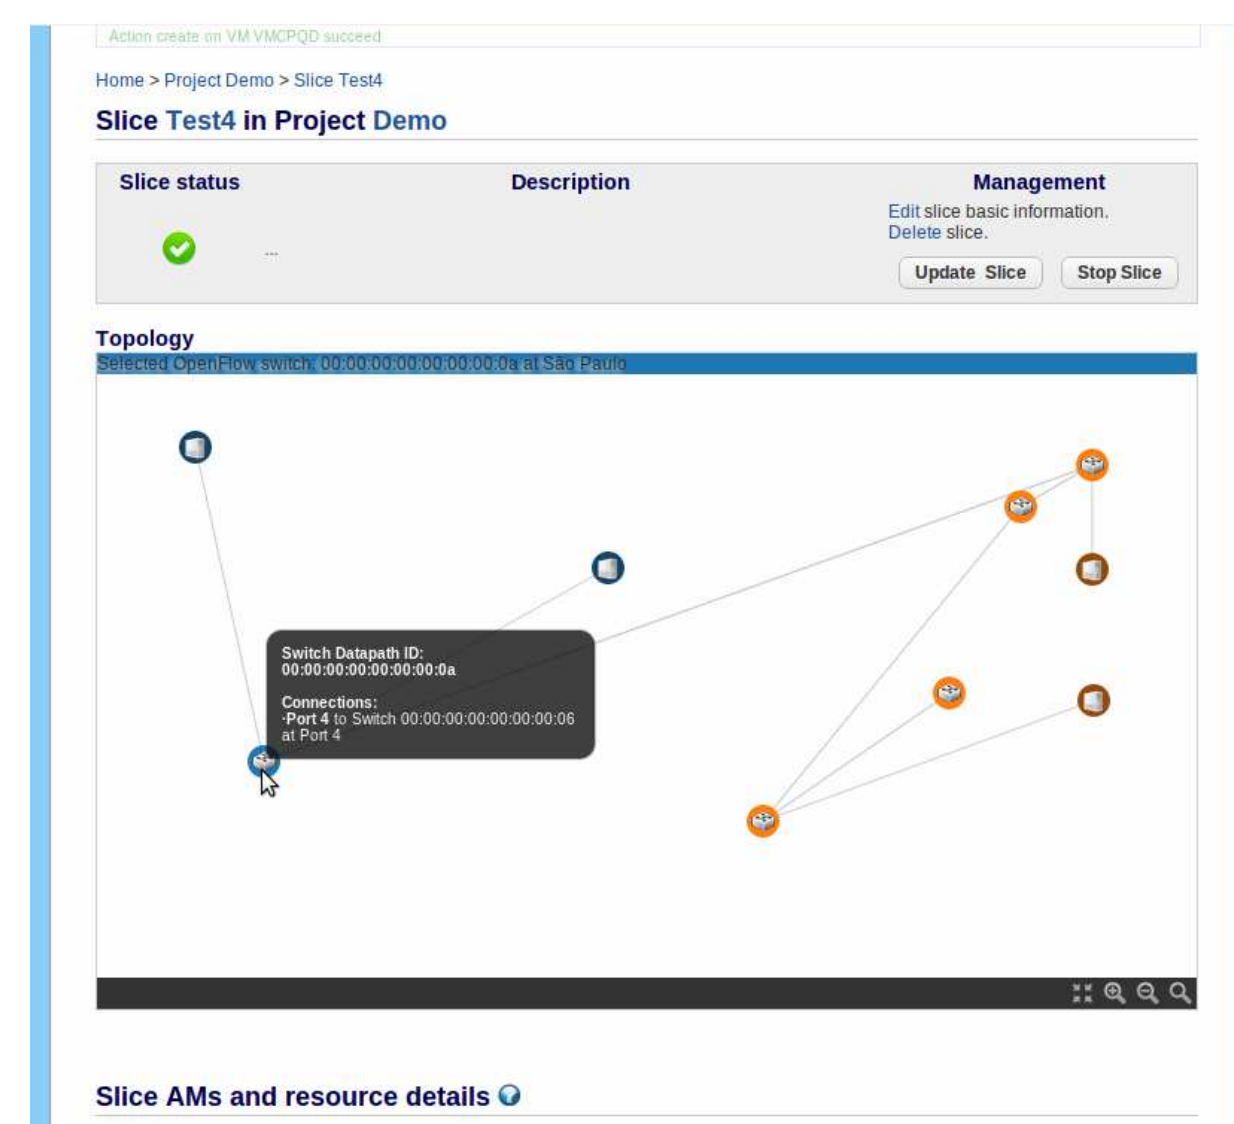 Action create on VM VMCPQD succeed
Home > Project Demo > Slice Test4
Slice Test4 in Project Demo
Slice status
Description
Management
...
Edit slice basic information.
Delete slice.
Update Slice
Stop Slice
Topology
Selected OpenFlow switch: 00:00:00:00:00:00:00:0a at São Paulo
Switch Datapath ID:
00:00:00:00:00:00:00:0a
Connections:
·Port 4 to Switch 00:00:00:00:00:00:00:06
at Port 4
Slice AMs and resource details